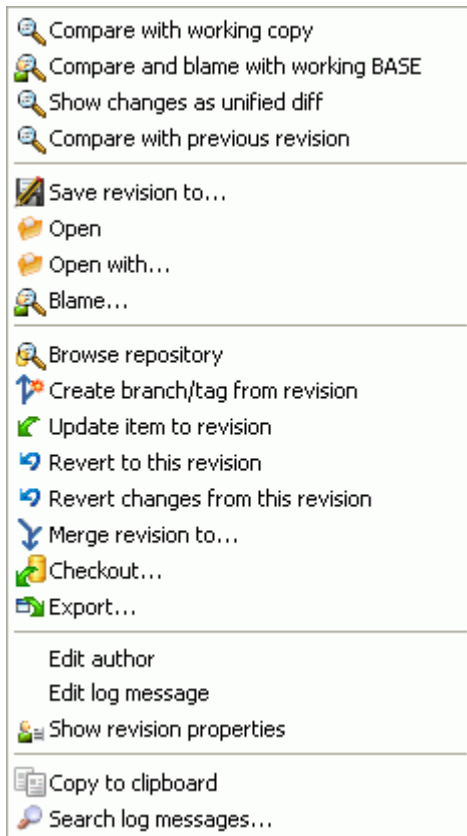 Compare with working copy
Compare and blame with working BASE
Show changes as unified diff
Compare with previous revision
Save revision to...
Open
Open with...
Blame...
Browse repository
Create branch/tag from revision
Update item to revision
Revert to this revision
Revert changes from this revision
Merge revision to...
Checkout...
Export...
Edit author
Edit log message
Show revision properties
Copy to clipboard
Search log messages...